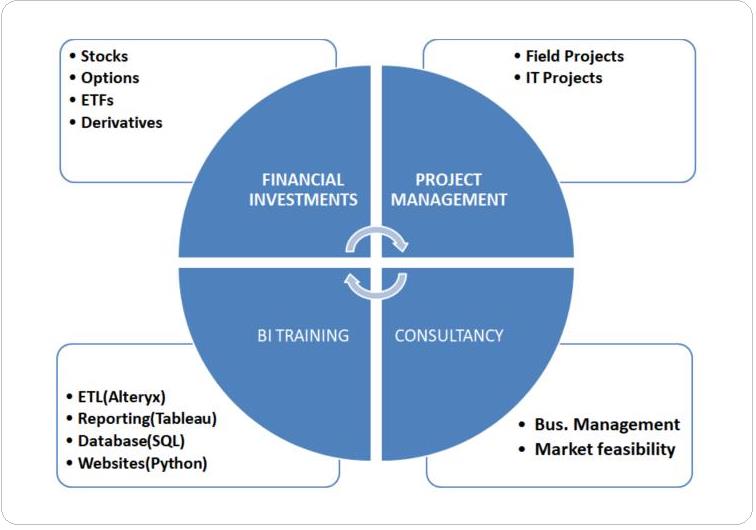 • Stocks
• Options
• ETFs
• Derivatives
• Field Projects
• IT Projects
FINANCIAL
INVESTMENTS
PROJECT
MANAGEMENT
BI TRAINING
CONSULTANCY
• ETL(Alteryx)
• Reporting(Tableau)
• Database(SQL)
• Websites(Python)
• Bus. Management
• Market feasibility